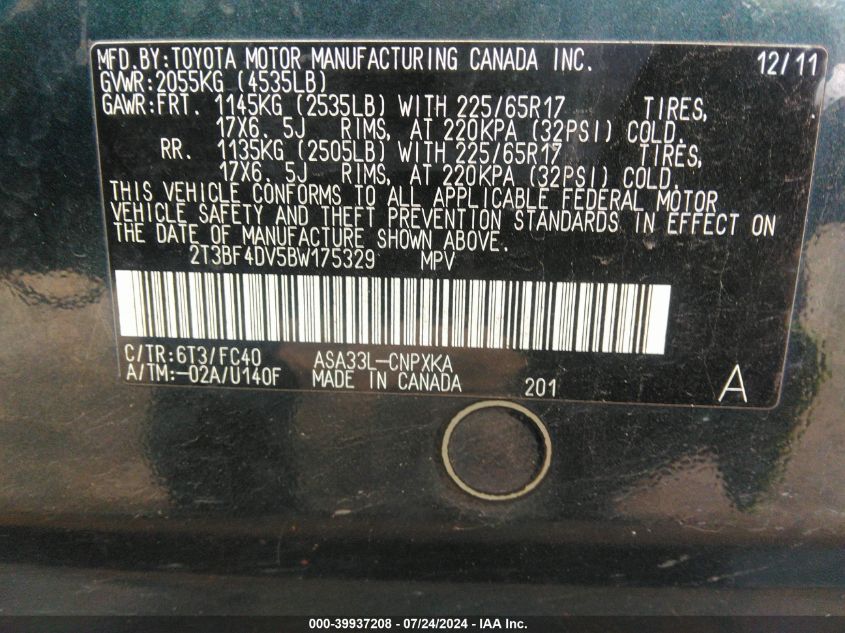 MFD.BY:TOYOTA MOTOR MANUFACTURING CANADA INC. 12/11
GVWR:2055KG (4535LB)
GAWR:FRT. 1145KG (2535LB) WITH 225/65R17 TIRES,
17X6. 5J RIMS, AT 220KPA (32PSI) COLD.
RR. 1135KG (2505LB) WITH 225/65R17 TIRES,
17X6. 5J RIMS, AT 220KPA (32PSI) COLD.
THIS VEHICLE CONFORMS TO ALL APPLICABLE FEDERAL MOTOR
VEHICLE SAFETY AND THEFT PREVENTION STANDARDS IN EFFECT ON
THE DATE OF MANUFACTURE SHOWN ABOVE.
2T3BF4DV5BW175329 MPV
C/TR:6T3/FC40 ASA33L-CNPXKA
A/TM:-02A/U140F MADE IN CANADA 201 A
000-39937208 - 07/24/2024 - IAA Inc.